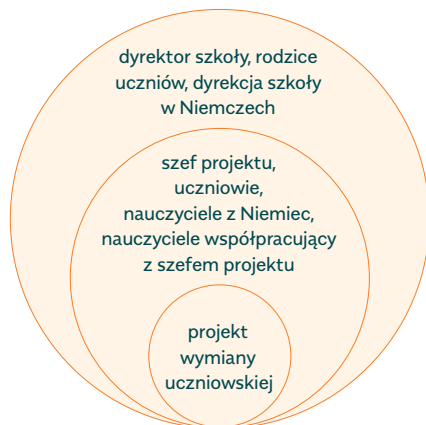 dyrektor szkoły, rodzice
uczniów, dyrekcja szkoły
w Niemczech
szef projektu,
uczniowie,
nauczyciele z Niemiec,
nauczyciele współpracujący
z szefem projektu
projekt
wymiany
uczniowskiej